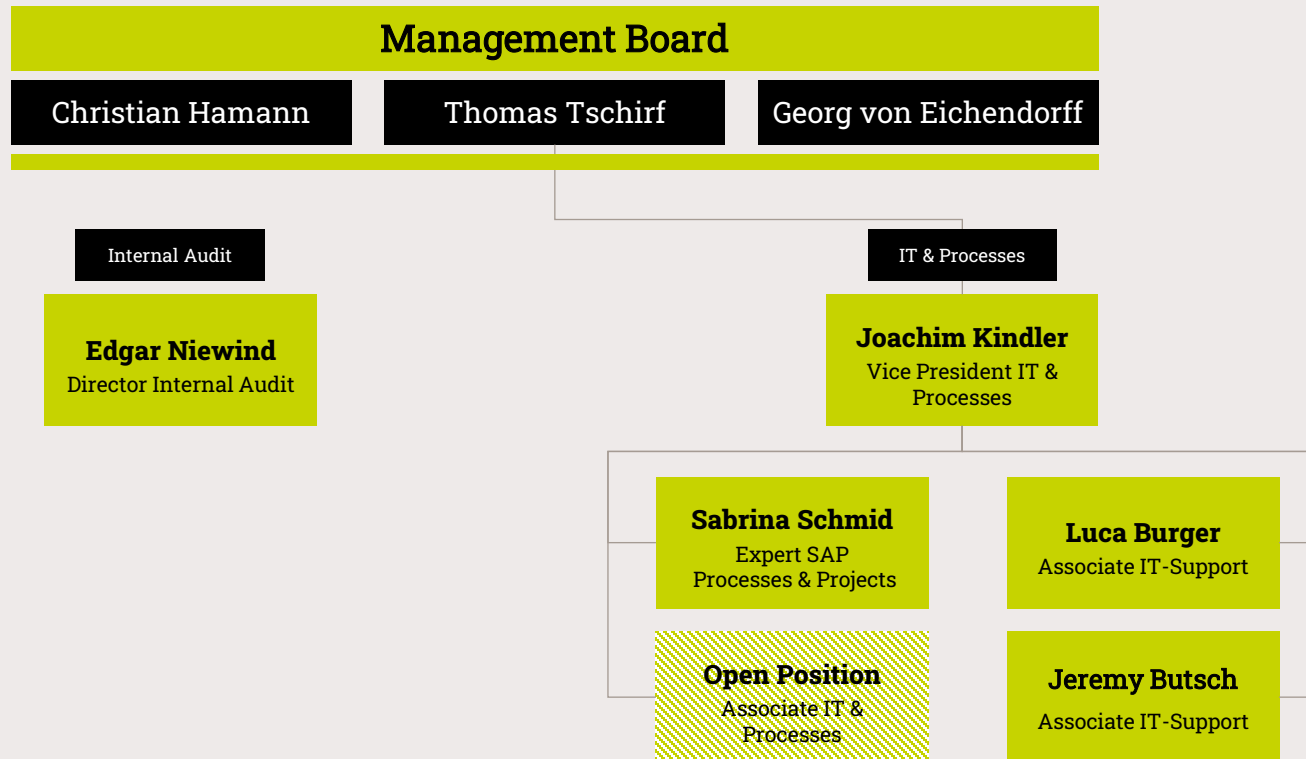 Management Board
Christian Hamann
Thomas Tschirf
Georg von Eichendorff
Internal Audit
IT & Processes
Edgar Niewind
Director Internal Audit
Joachim Kindler
Vice President IT &
Processes
Sabrina Schmid
Expert SAP
Processes & Projects
Luca Burger
Associate IT-Support
Open Position
Associate IT &
Processes
Jeremy Butsch
Associate IT-Support